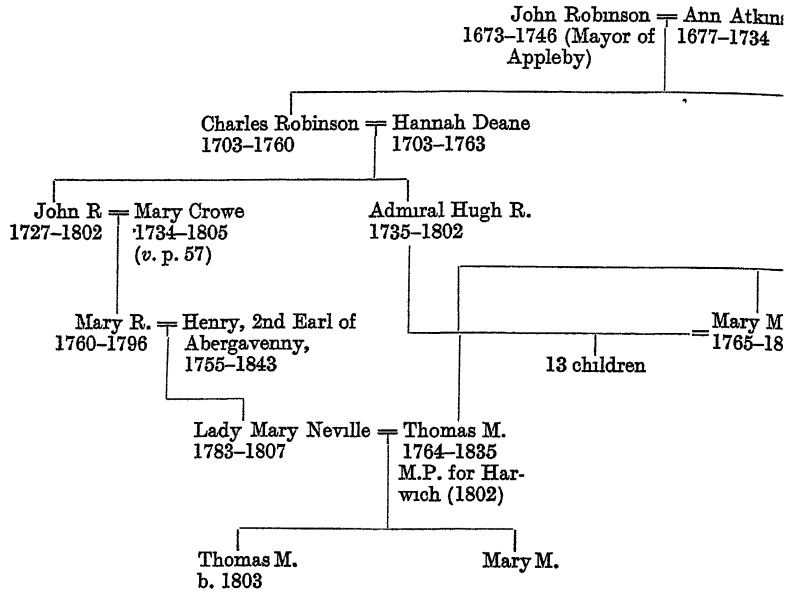 John Robinson = Ann
1673–1746 (Mayor of 1677–1734
Appleby)
Charles Robinson = Hannah Deane
1703–1760 1703–1763
John R = Mary Crowe Admiral Hugh R.
1727–1802 1734–1805 1735–1802
(v. p. 57)
Mary R. = Henry, 2nd Earl of = Mary M
1760–1796 Abergavenny, 1765–18
1755–1843 13 children
Lady Mary Neville = Thomas M.
1783–1807 1764–1835
M.P. for Har-
wich (1802)
Thomas M. Mary M.
b. 1803